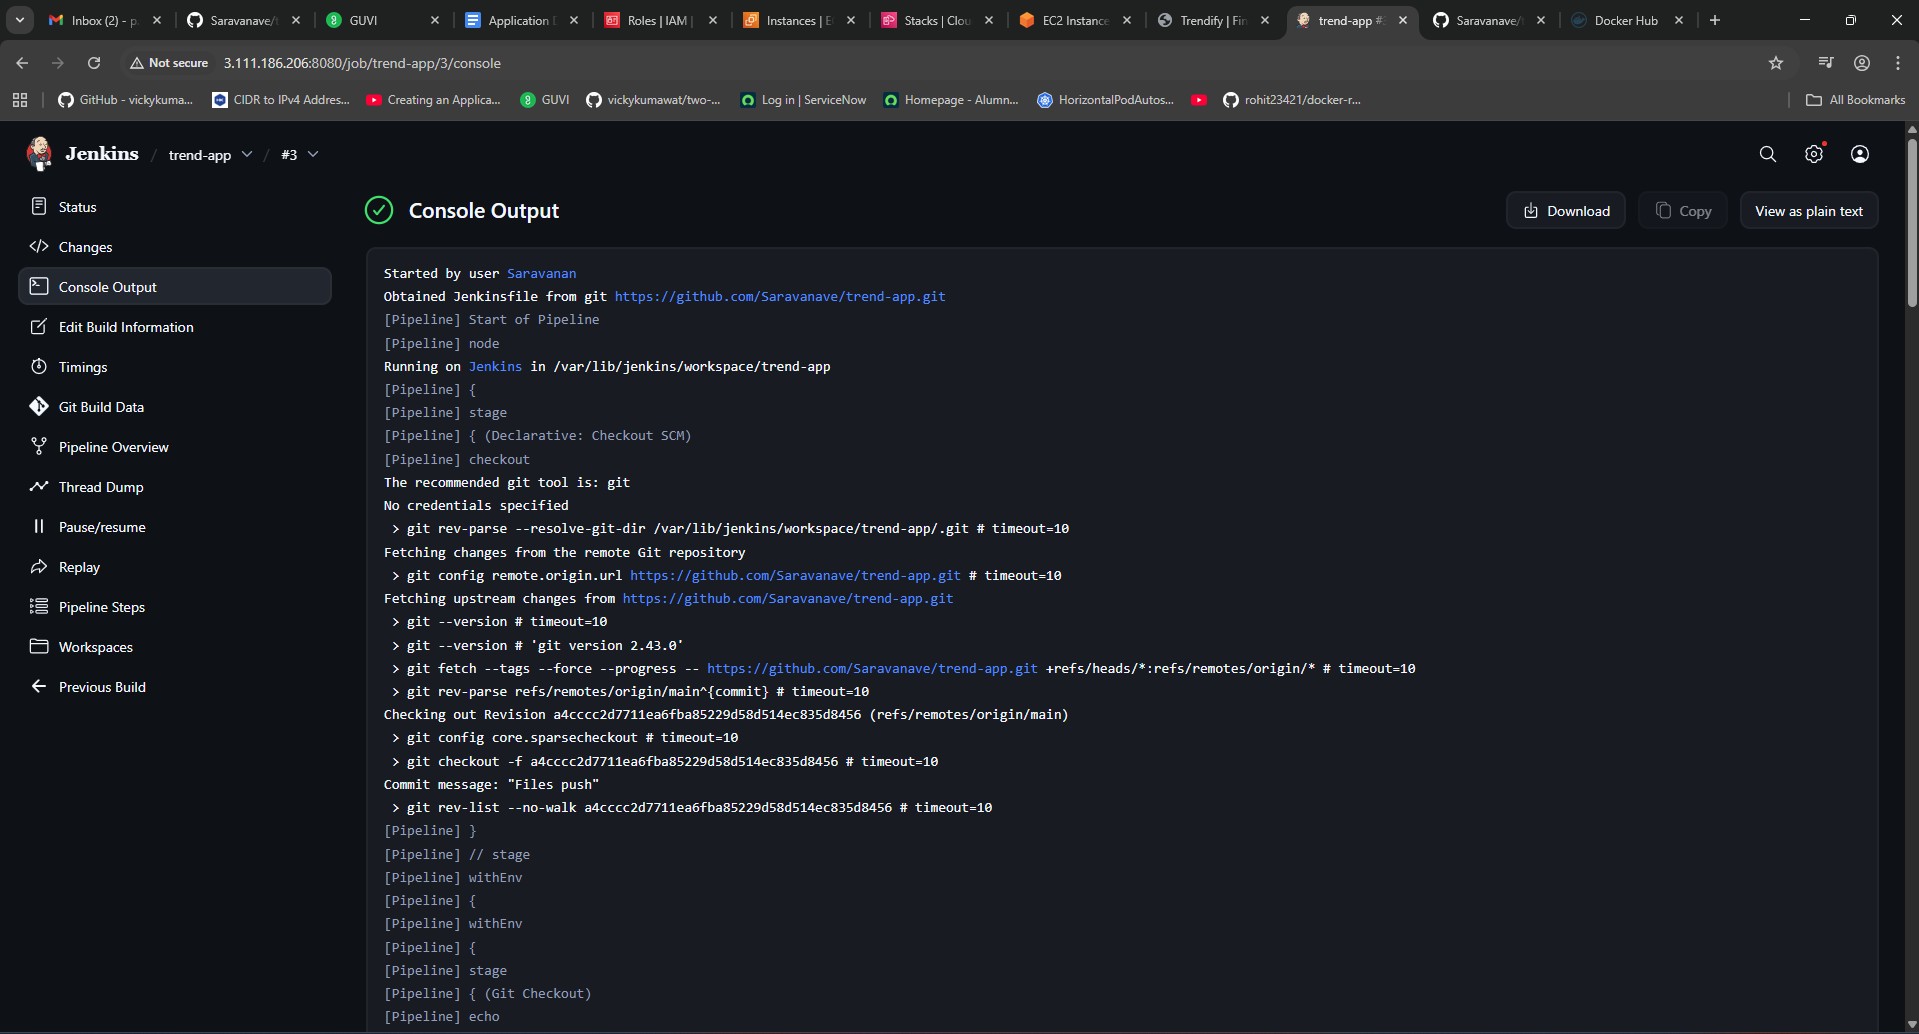 Inbox (2) - p
Saravanave/t
GUVI
Application D
Roles | IAM |
Instances | E
Stacks | Clou
EC2 Instance
Trendify | Fin
trend-app #
Saravanave/t
Docker Hub
Not secure 3.111.186.206:8080/job/trend-app/3/console
GitHub - vickykuma...
CIDR to IPv4 Addres...
Creating an Applica...
GUVI
vickykumawat/two-...
Log in | ServiceNow
Homepage - Alumn...
HorizontalPodAutos...
rohit23421/docker-r...
All Bookmarks
Jenkins / trend-app / #3
Status
Changes
Console Output
Edit Build Information
Timings
Git Build Data
Pipeline Overview
Thread Dump
Pause/resume
Replay
Pipeline Steps
Workspaces
Previous Build
Console Output
Download
Copy
View as plain text
Started by user Saravanan
Obtained Jenkinsfile from git https://github.com/Saravanave/trend-app.git
[Pipeline] Start of Pipeline
[Pipeline] node
Running on Jenkins in /var/lib/jenkins/workspace/trend-app
[Pipeline] {
[Pipeline] stage
[Pipeline] { (Declarative: Checkout SCM)
[Pipeline] checkout
The recommended git tool is: git
No credentials specified
> git rev-parse --resolve-git-dir /var/lib/jenkins/workspace/trend-app/.git # timeout=10
Fetching changes from the remote Git repository
> git config remote.origin.url https://github.com/Saravanave/trend-app.git # timeout=10
Fetching upstream changes from https://github.com/Saravanave/trend-app.git
> git --version # timeout=10
> git --version # 'git version 2.43.0'
> git fetch --tags --force --progress -- https://github.com/Saravanave/trend-app.git +refs/heads/*:refs/remotes/origin/* # timeout=10
> git rev-parse refs/remotes/origin/main^{commit} # timeout=10
Checking out Revision a4cccc2d7711ea6fba85229d58d514ec835d8456 (refs/remotes/origin/main)
> git config core.sparsecheckout # timeout=10
> git checkout -f a4cccc2d7711ea6fba85229d58d514ec835d8456 # timeout=10
Commit message: "Files push"
> git rev-list --no-walk a4cccc2d7711ea6fba85229d58d514ec835d8456 # timeout=10
[Pipeline] }
[Pipeline] // stage
[Pipeline] withEnv
[Pipeline] {
[Pipeline] withEnv
[Pipeline] {
[Pipeline] stage
[Pipeline] { (Git Checkout)
[Pipeline] echo